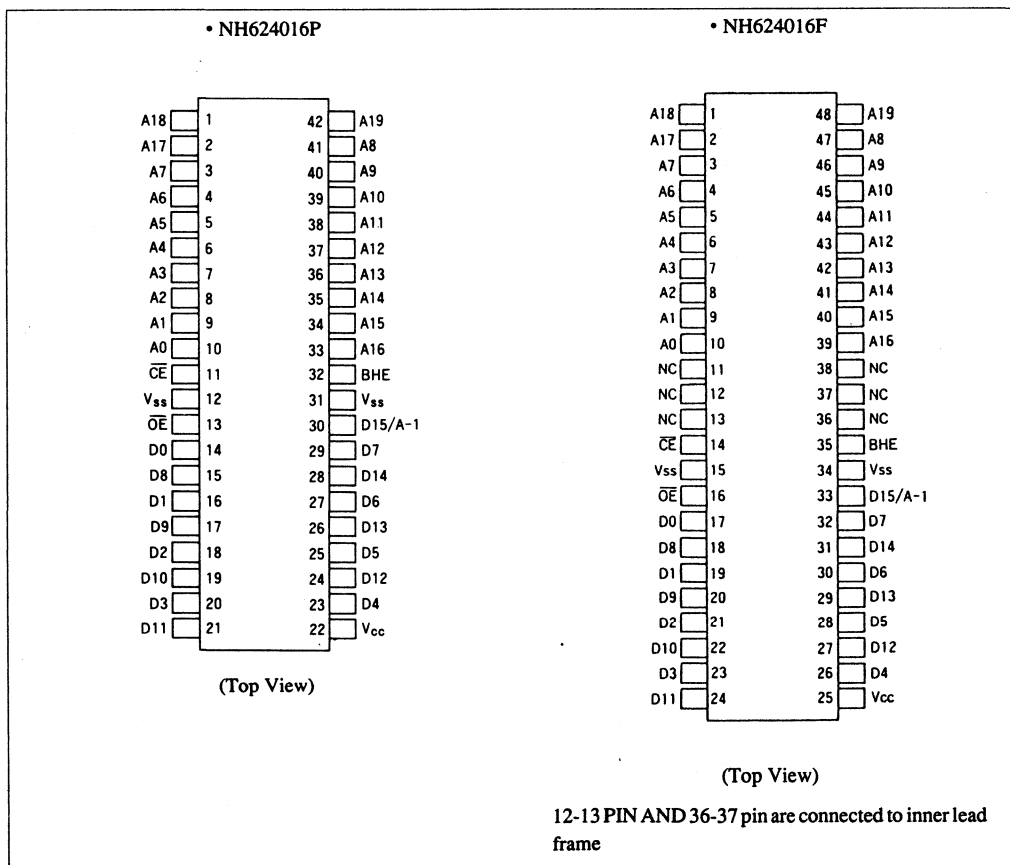 • NH624016P
A18 1 42 A19
A17 2 41 A8
A7 3 40 A9
A6 4 39 A10
A5 5 38 A11
A4 6 37 A12
A3 7 36 A13
A2 8 35 A14
A1 9 34 A15
A0 10 33 A16
C̅E̅ 11 32 BHE
Vss 12 31 Vss
O̅E̅ 13 30 D15/A-1
D0 14 29 D7
D8 15 28 D14
D1 16 27 D6
D9 17 26 D13
D2 18 25 D5
D10 19 24 D12
D3 20 23 D4
D11 21 22 Vcc
(Top View)
• NH624016F
A18 1 48 A19
A17 2 47 A8
A7 3 46 A9
A6 4 45 A10
A5 5 44 A11
A4 6 43 A12
A3 7 42 A13
A2 8 41 A14
A1 9 40 A15
A0 10 39 A16
NC 11 38 NC
NC 12 37 NC
NC 13 36 NC
C̅E̅ 14 35 BHE
Vss 15 34 Vss
O̅E̅ 16 33 D15/A-1
D0 17 32 D7
D8 18 31 D14
D1 19 30 D6
D9 20 29 D13
D2 21 28 D5
D10 22 27 D12
D3 23 26 D4
D11 24 25 Vcc
(Top View)
12-13 PIN AND 36-37 pin are connected to inner lead
frame